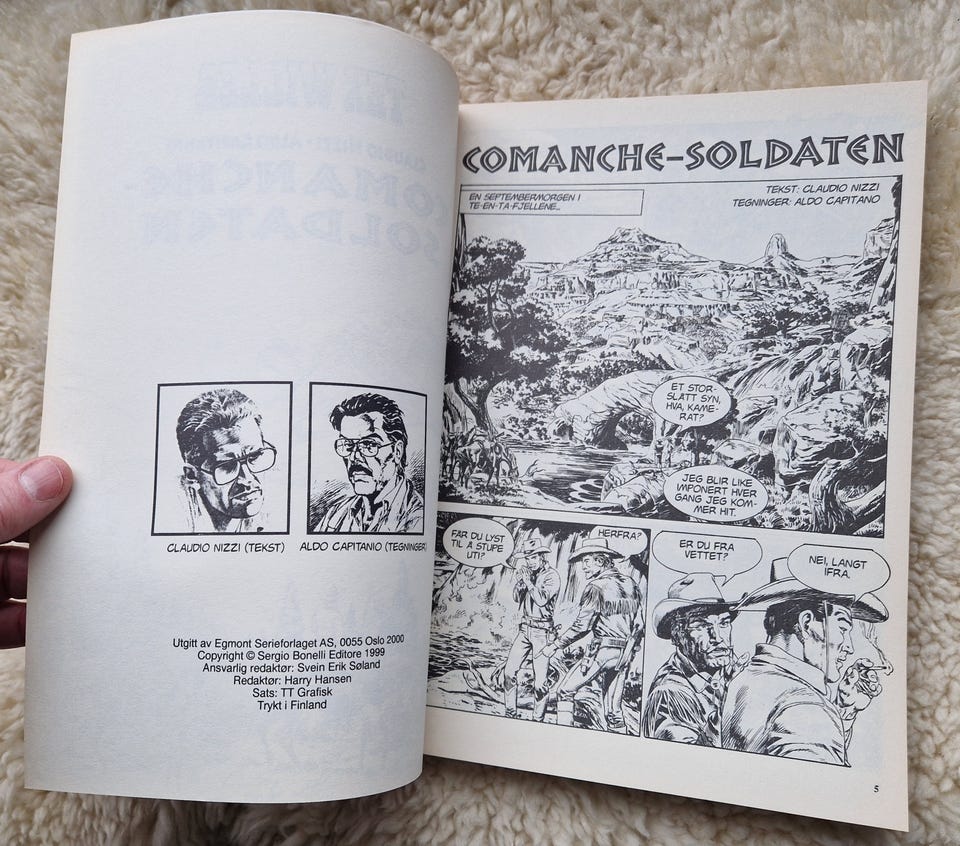 CLAUDIO NIZZI (TEKST)
ALDO CAPITANIO (TEGNINGER)
Utgitt av Egmont Serieforlaget AS, 0055 Oslo 2000
Copyright © Sergio Bonelli Editore 1999
Ansvarlig redaktør: Svein Erik Søland
Redaktør: Harry Hansen
Sats: TT Grafisk
Trykt i Finland
COMANCHE-SOLDATEN
EN SEPTEMBERMORGEN I
TE-EN-TA-FJELLENE...
TEKST: CLAUDIO NIZZI
TEGNINGER: ALDO CAPITANO
ET STOR-
SLÅTT SYN,
HVA, KAME-
RAT?
JEG BLIR LIKE
IMPONERT HVER
GANG JEG KOM-
MER HIT.
FÅR DU LYST
TIL Å STUPE
UTI?
HERFRA?
ER DU FRA
VETTET?
NEI, LANGT
IFRA.
5